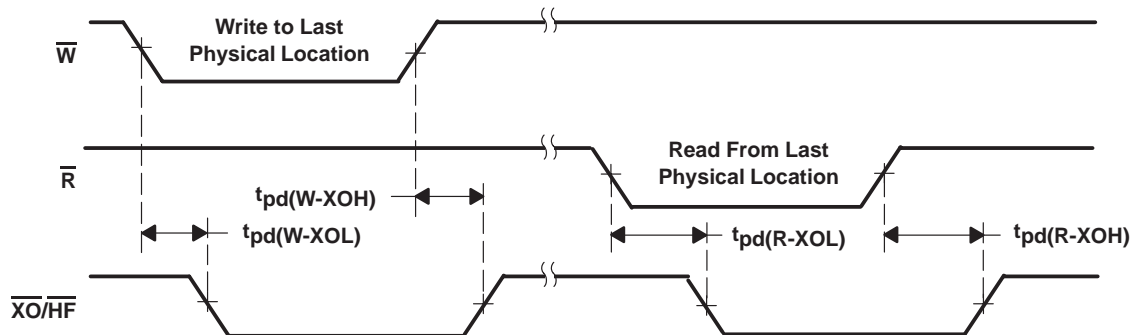 Write to Last
Physical Location
W
Read From Last
Physical Location
R
tpd(W-XOH)
tpd(W-XOL)
tpd(R-XOL)
tpd(R-XOH)
XO/HF